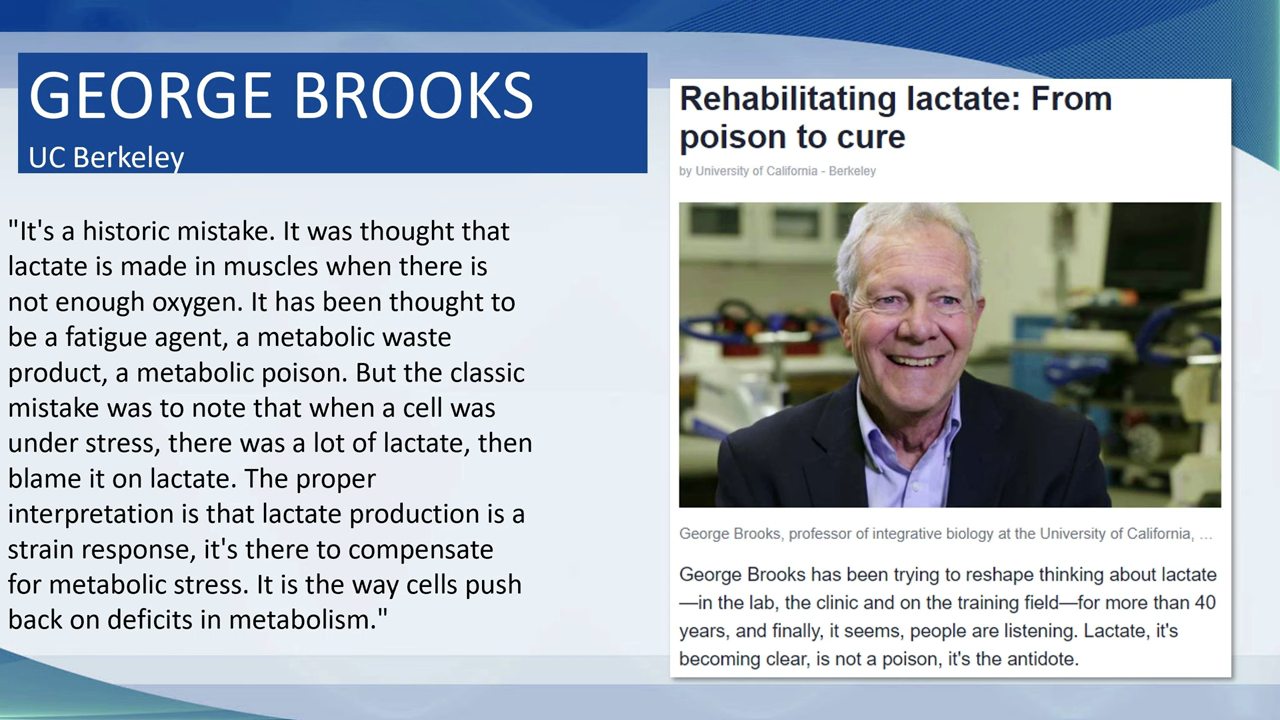 GEORGE BROOKS
UC Berkeley
"It's a historic mistake. It was thought that
lactate is made in muscles when there is
not enough oxygen. It has been thought to
be a fatigue agent, a metabolic waste
product, a metabolic poison. But the classic
mistake was to note that when a cell was
under stress, there was a lot of lactate, then
blame it on lactate. The proper
interpretation is that lactate production is a
strain response, it's there to compensate
for metabolic stress. It is the way cells push
back on deficits in metabolism."
Rehabilitating lactate: From
poison to cure
by University of California - Berkeley
George Brooks, professor of integrative biology at the University of California, ...
George Brooks has been trying to reshape thinking about lactate
—in the lab, the clinic and on the training field—for more than 40
years, and finally, it seems, people are listening. Lactate, it's
becoming clear, is not a poison, it's the antidote.